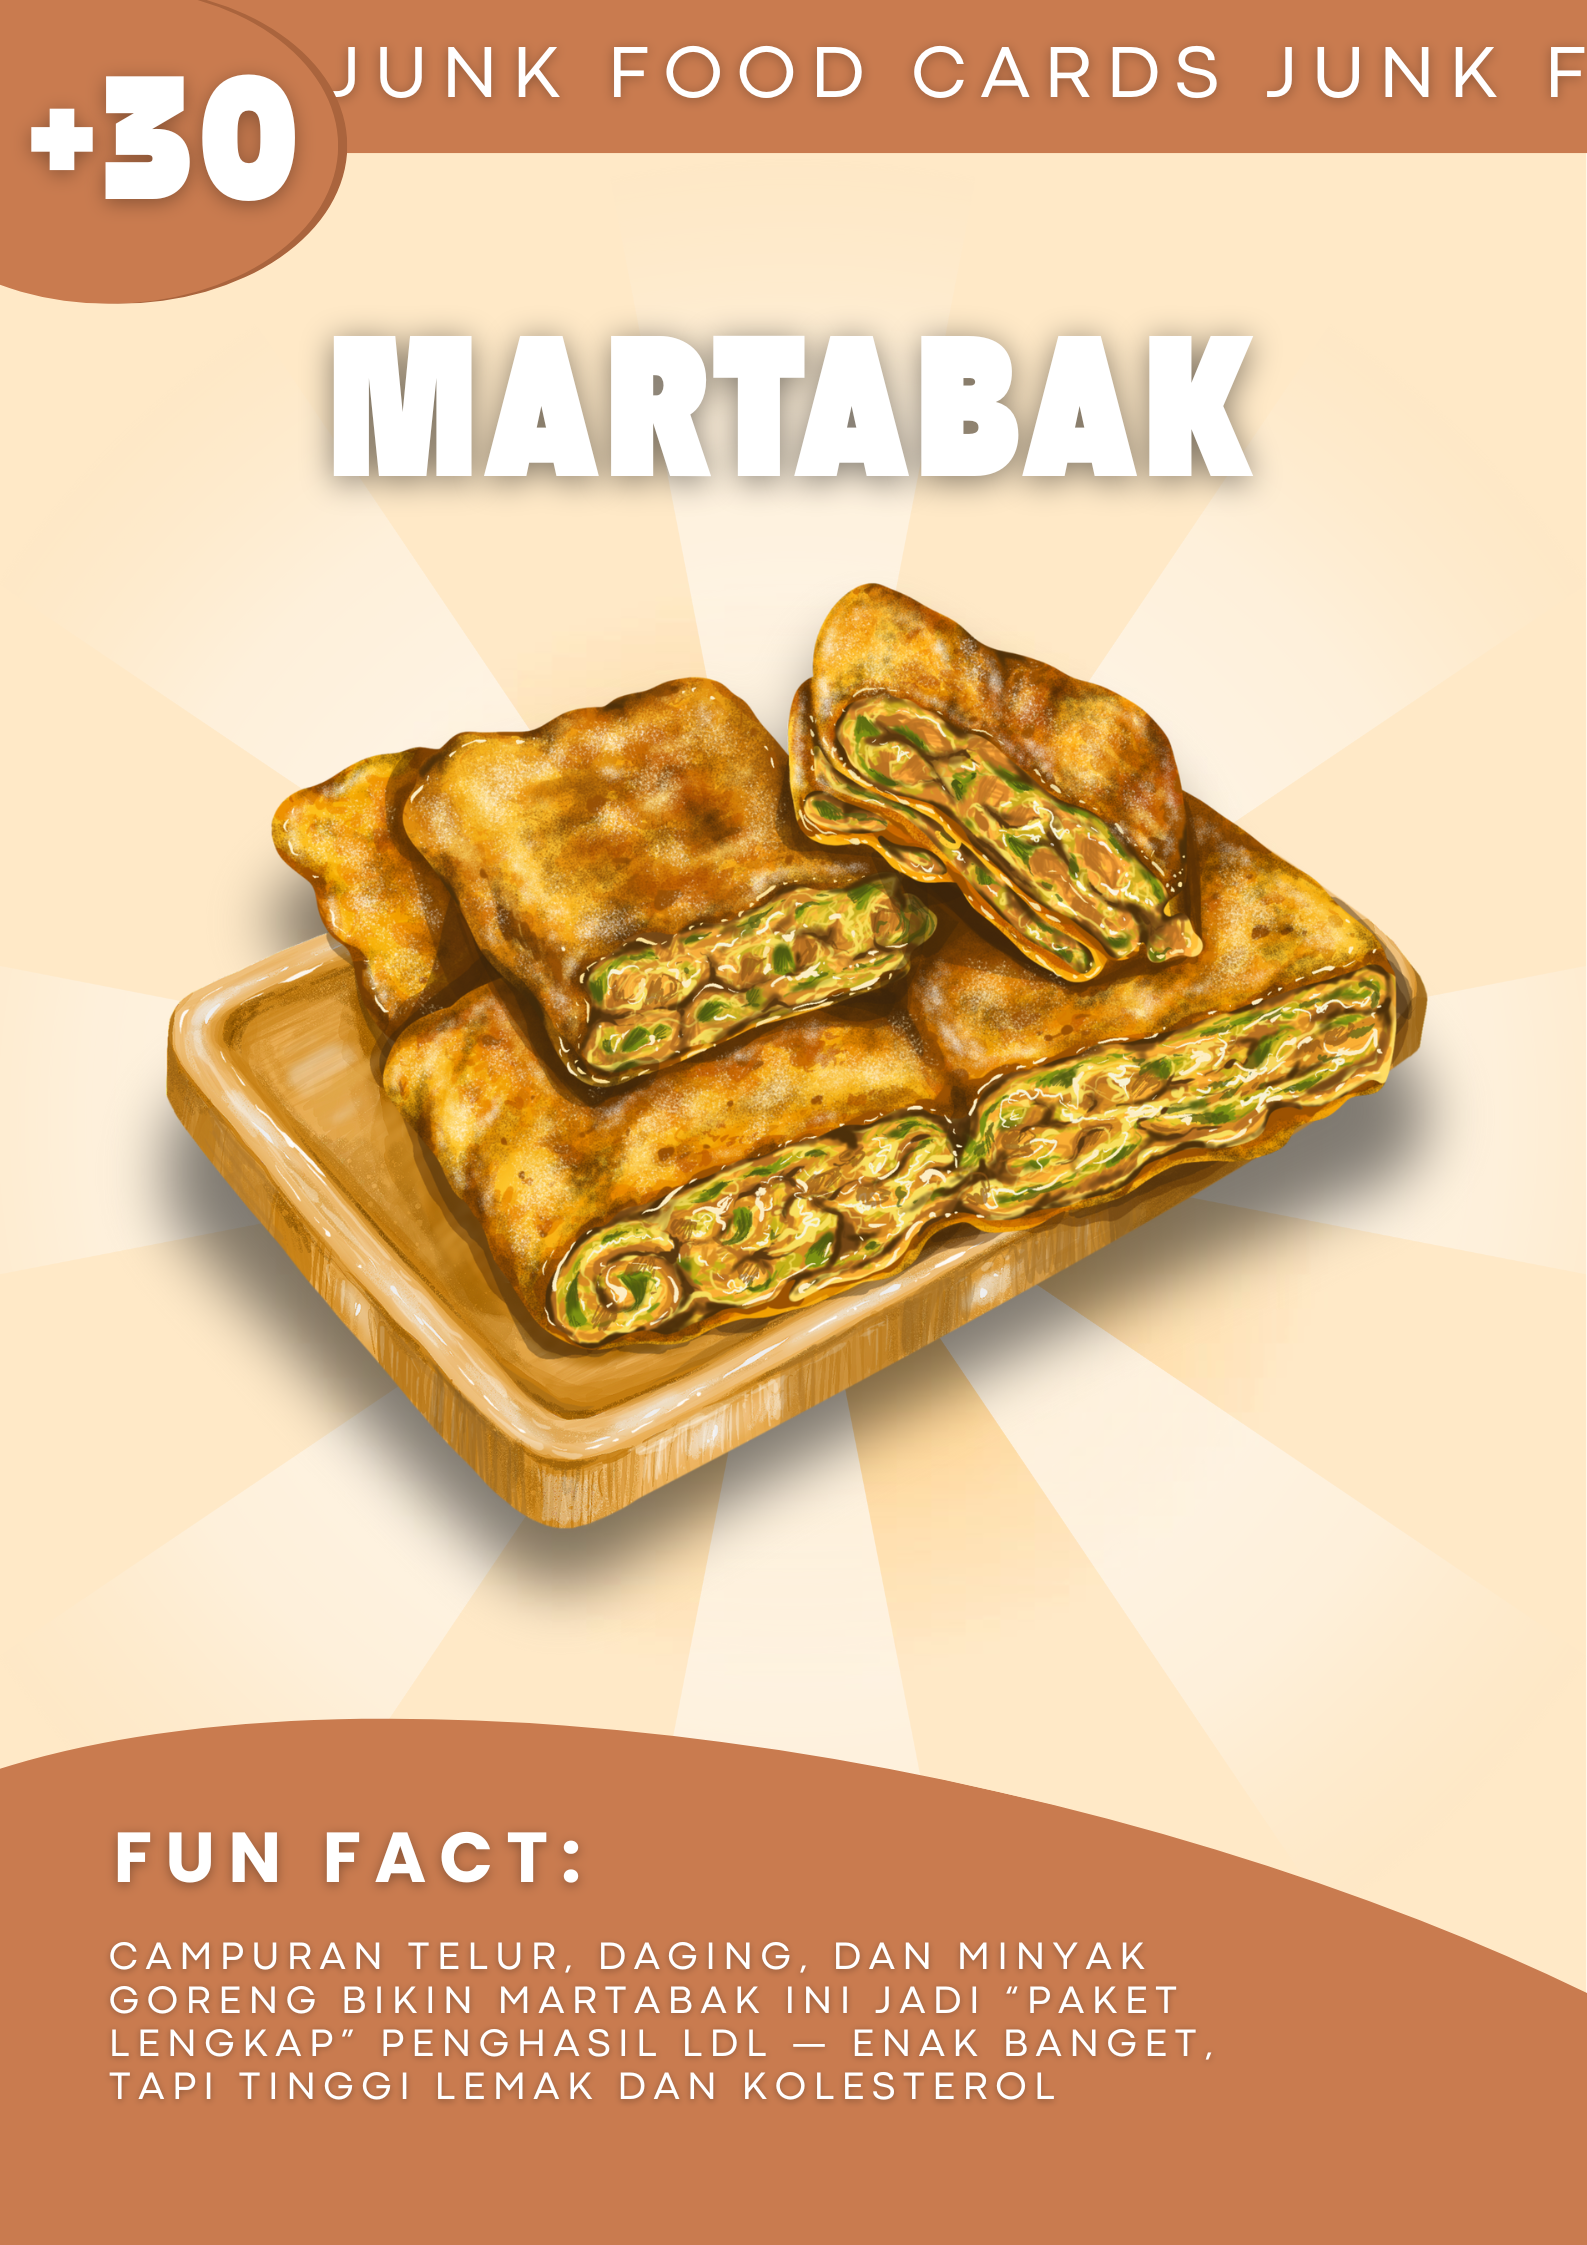 +30
JUNK FOOD CARDS JUNK F
MARTABAK
FUN FACT:
CAMPURAN TELUR, DAGING, DAN MINYAK
GORENG BIKIN MARTABAK INI JADI “PAKET
LENGKAP” PENGHASIL LDL — ENAK BANGET,
TAPI TINGGI LEMAK DAN KOLESTEROL